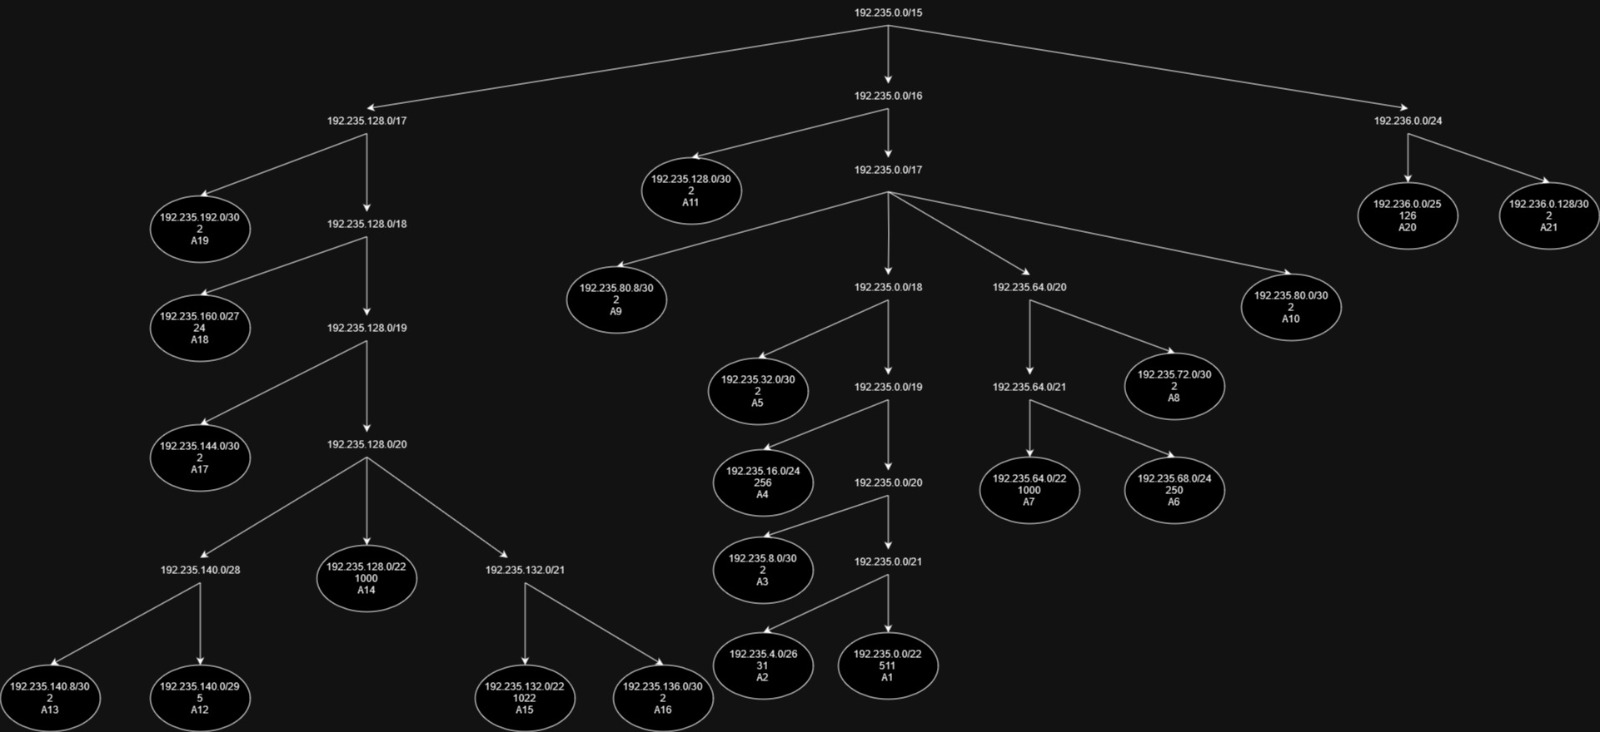 192.235.0.0/15
192.235.0.0/16
192.235.128.0/17
192.236.0.0/24
192.235.0.0/17
192.235.128.0/30
2
A11
192.235.192.0/30
2
A19
192.235.128.0/18
192.236.0.0/25
126
A20
192.236.0.128/30
2
A21
192.235.80.8/30
2
A9
192.235.0.0/18
192.235.64.0/20
192.235.80.0/30
2
A10
192.235.160.0/27
24
A18
192.235.128.0/19
192.235.32.0/30
2
A5
192.235.0.0/19
192.235.64.0/21
192.235.72.0/30
2
A8
192.235.144.0/30
2
A17
192.235.128.0/20
192.235.16.0/24
256
A4
192.235.0.0/20
192.235.64.0/22
1000
A7
192.235.68.0/24
250
A6
192.235.140.0/28
192.235.128.0/22
1000
A14
192.235.132.0/21
192.235.8.0/30
2
A3
192.235.0.0/21
192.235.140.8/30
2
A13
192.235.140.0/29
5
A12
192.235.132.0/22
1022
A15
192.235.136.0/30
2
A16
192.235.4.0/26
31
A2
192.235.0.0/22
511
A1